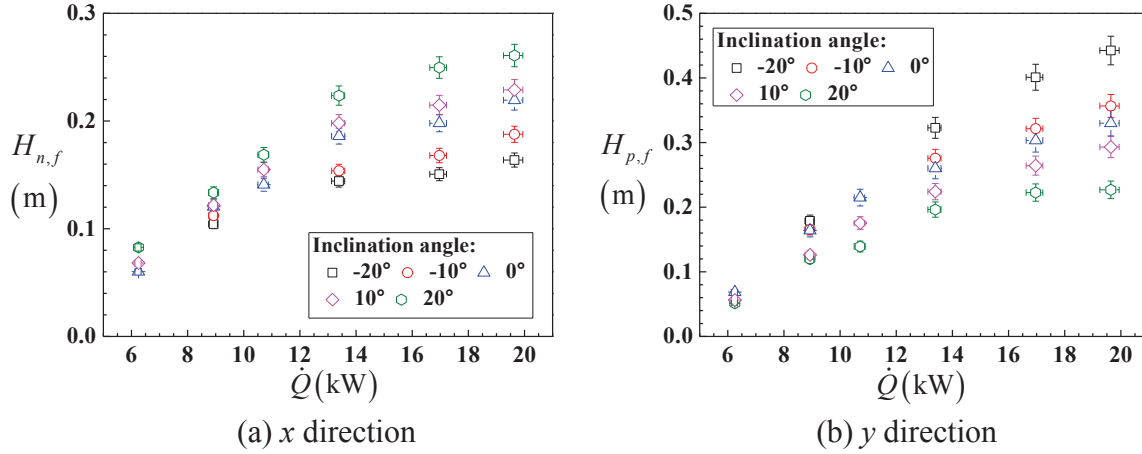 0.3
0.2
0.1
0.0
H_{n,f}
(m)
Inclination angle:
-20° -10° 0°
10° 20°
6 8 10 12 14 16 18 20
Q̇ (kW)
(a) x direction
0.4
0.3
0.2
0.1
0.0
H_{p,f}
(m)
Inclination angle:
-20° -10° 0°
10° 20°
6 8 10 12 14 16 18 20
Q̇ (kW)
(b) y direction